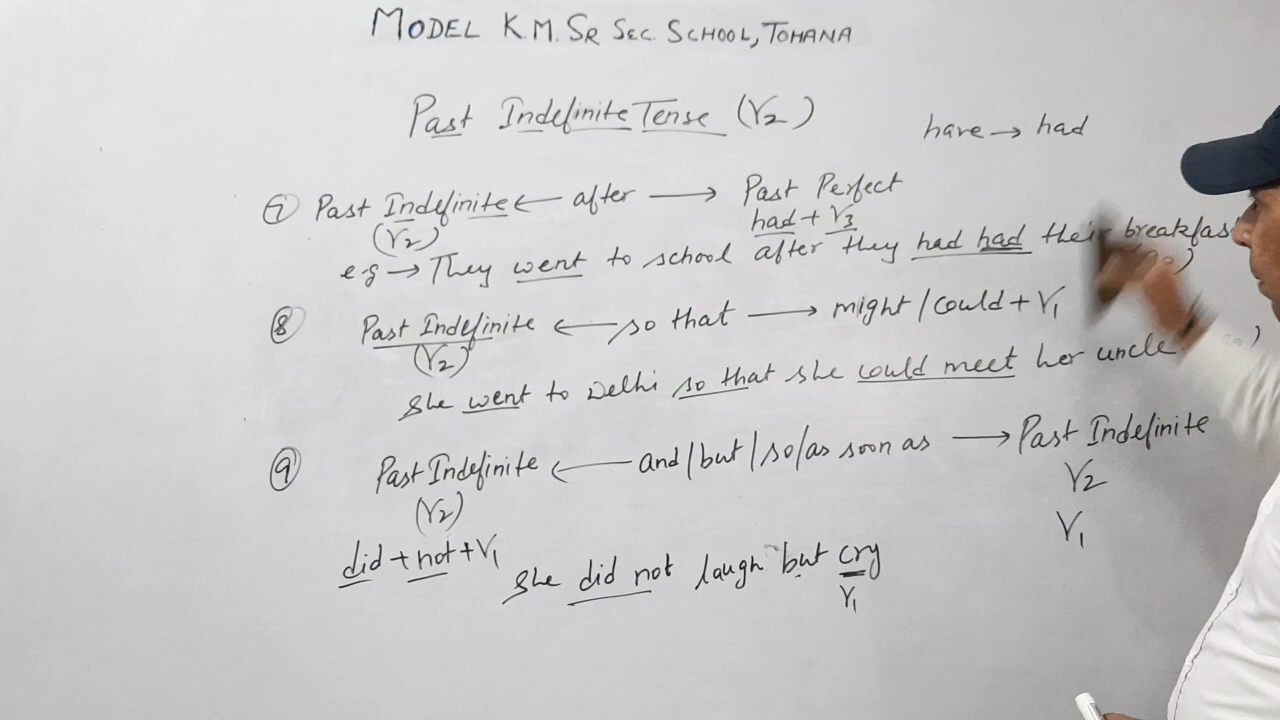 MODEL K.M. SR SEC. SCHOOL, TOHANA
Past Indefinite Tense (V2)
have → had
⑦ Past Indefinite ← after → Past Perfect
(V2) had + V3
eg → They went to school after they had had their breakfast
⑧ Past Indefinite ← so that → might / could + V1
(V2)
She went to Delhi so that she could meet her uncle
⑨ Past Indefinite ← and / but / so / as soon as → Past Indefinite
(V2) V2
did + not + V1 V1
She did not laugh but cry
V1